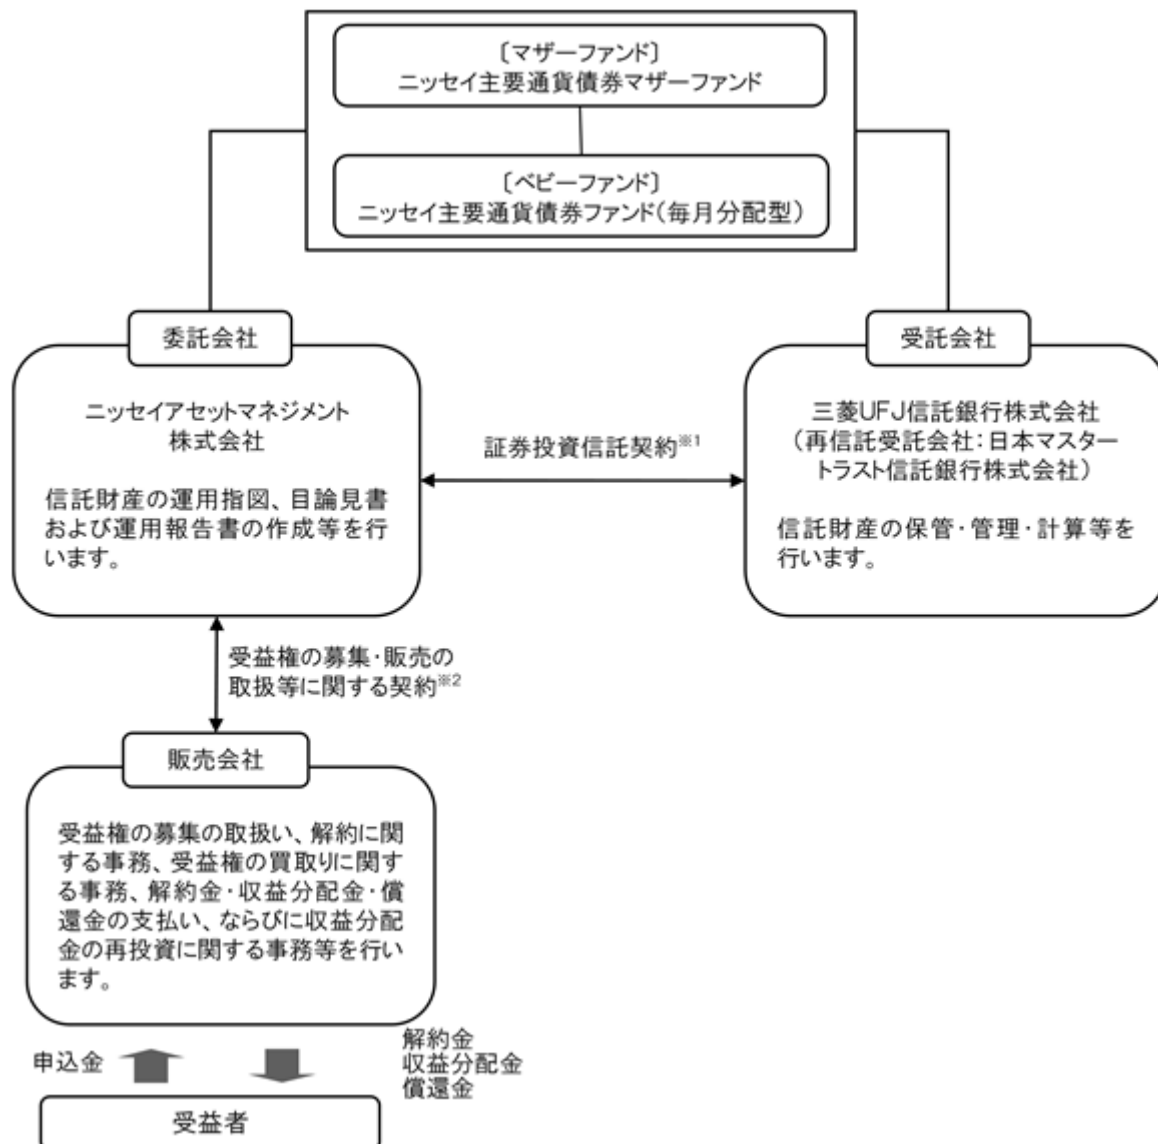 〔マザーファンド〕
ニッセイ主要通貨債券マザーファンド
〔ベビーファンド〕
ニッセイ主要通貨債券ファンド(毎月分配型)
委託会社
ニッセイアセットマネジメント
株式会社
信託財産の運用指図、目論見書
および運用報告書の作成等を行
います。
証券投資信託契約※1
受託会社
三菱UFJ信託銀行株式会社
(再信託受託会社:日本マスター
トラスト信託銀行株式会社)
信託財産の保管・管理・計算等を
行います。
受益権の募集・販売の
取扱等に関する契約※2
販売会社
受益権の募集の取扱い、解約に関
する事務、受益権の買取りに関す
る事務、解約金・収益分配金・償
還金の支払い、ならびに収益分配
金の再投資に関する事務等を行い
ます。
申込金
解約金
収益分配金
償還金
受益者